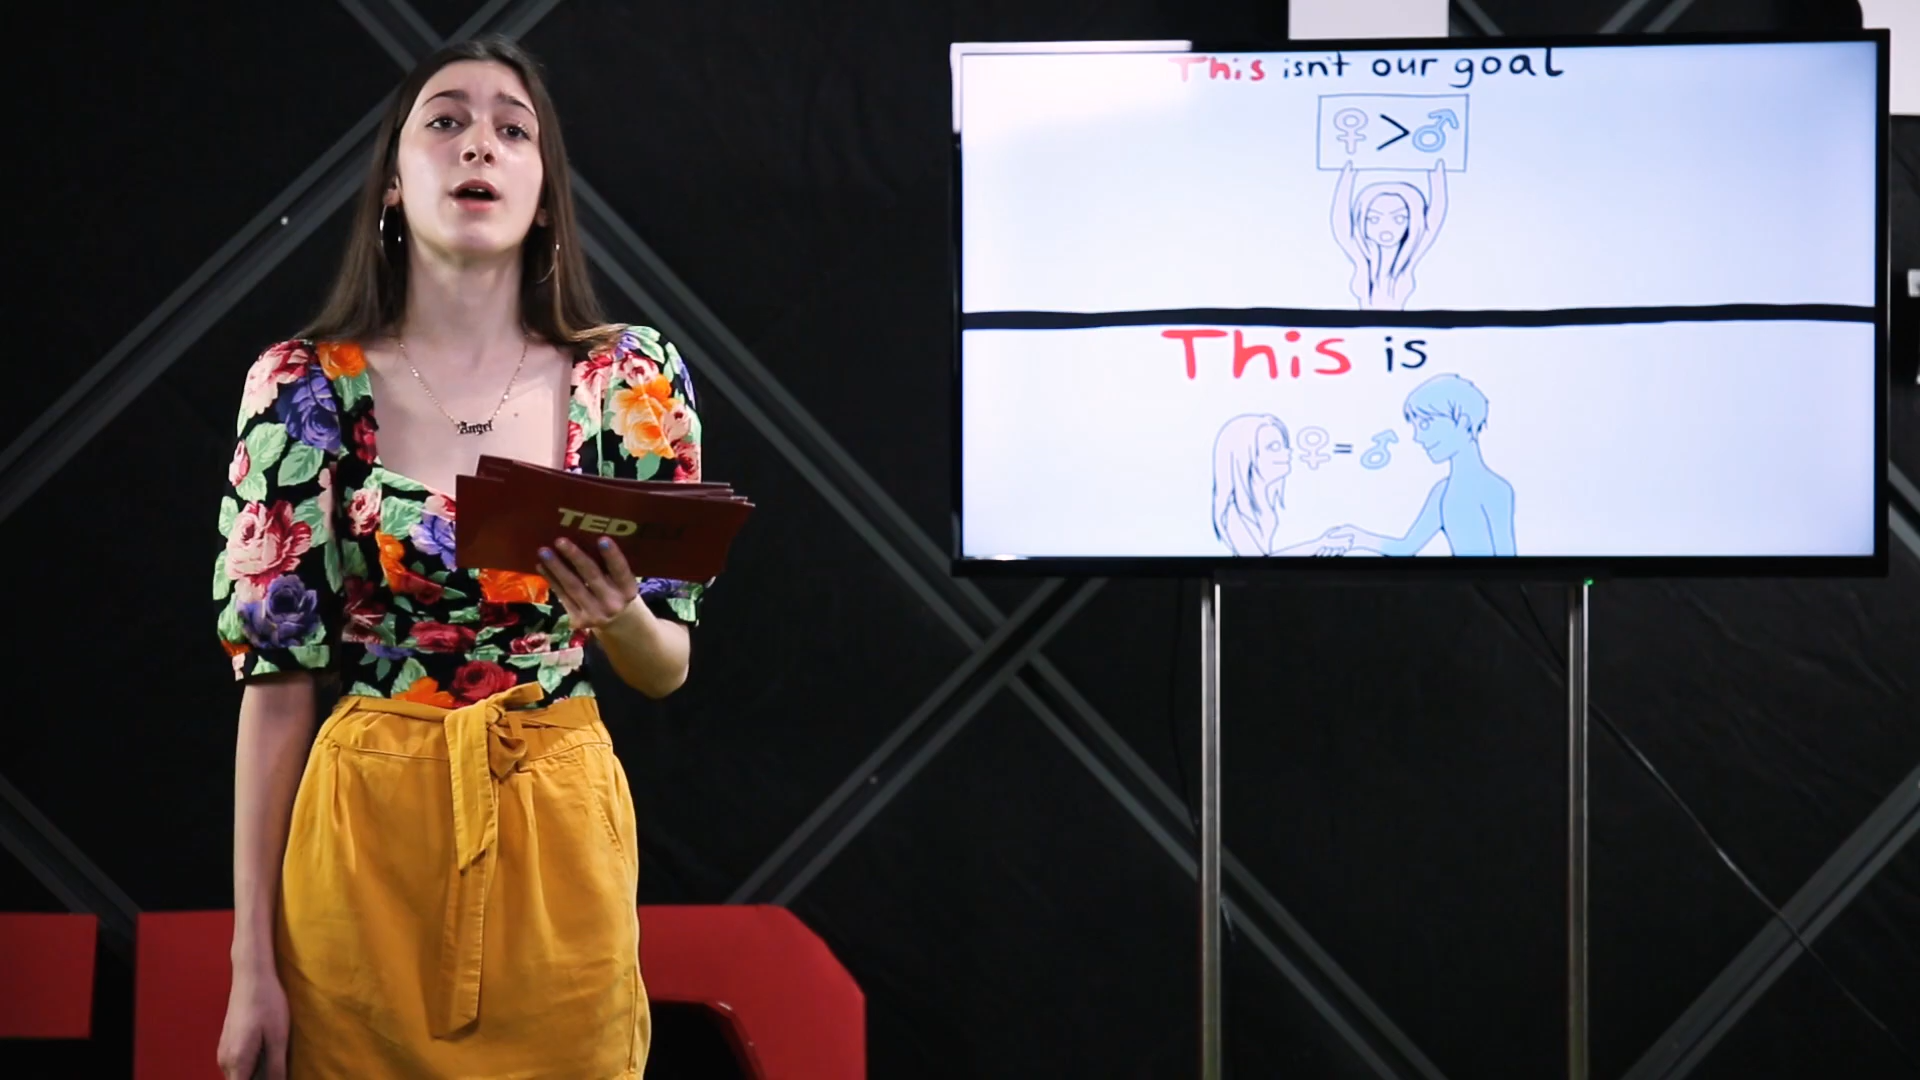 This isn't our goal
♀ > ♂
This is
♀ = ♂
Angel
TED